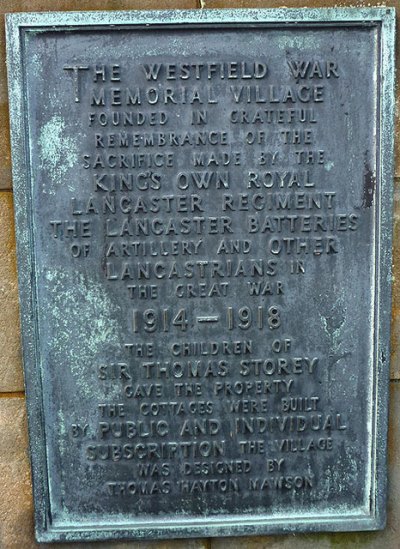 THE WESTFIELD WAR
MEMORIAL VILLAGE
FOUNDED IN GRATEFUL
REMEMBRANCE OF THE
SACRIFICE MADE BY THE
KING'S OWN ROYAL
LANCASTER REGIMENT
THE LANCASTER BATTERIES
OF ARTILLERY AND OTHER
LANCASTRIANS IN
THE GREAT WAR
1914 — 1918
THE CHILDREN OF
SIR THOMAS STOREY
GAVE THE PROPERTY
THE COTTAGES WERE BUILT
BY PUBLIC AND INDIVIDUAL
SUBSCRIPTION THE VILLAGE
WAS DESIGNED BY
THOMAS HAYTON MAWSON